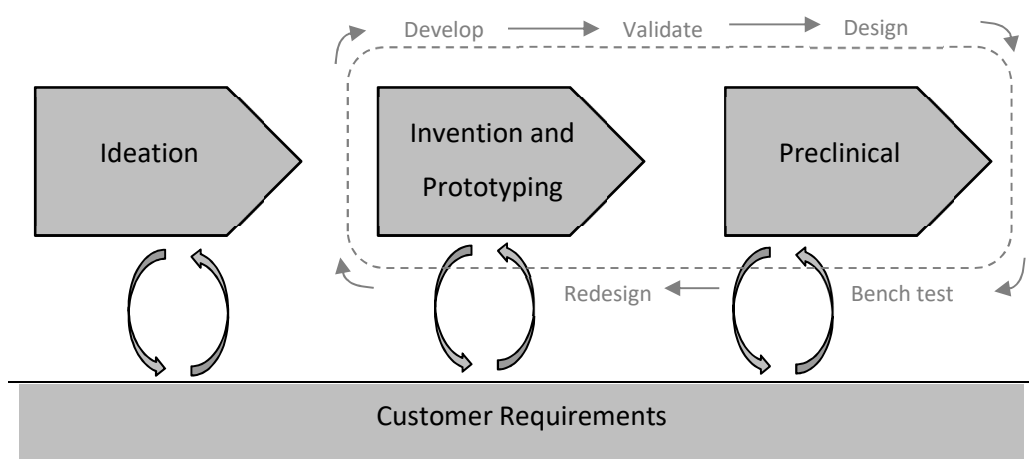 Develop
Validate
Design
Ideation
Invention and
Prototyping
Preclinical
Redesign
Bench test
Customer Requirements